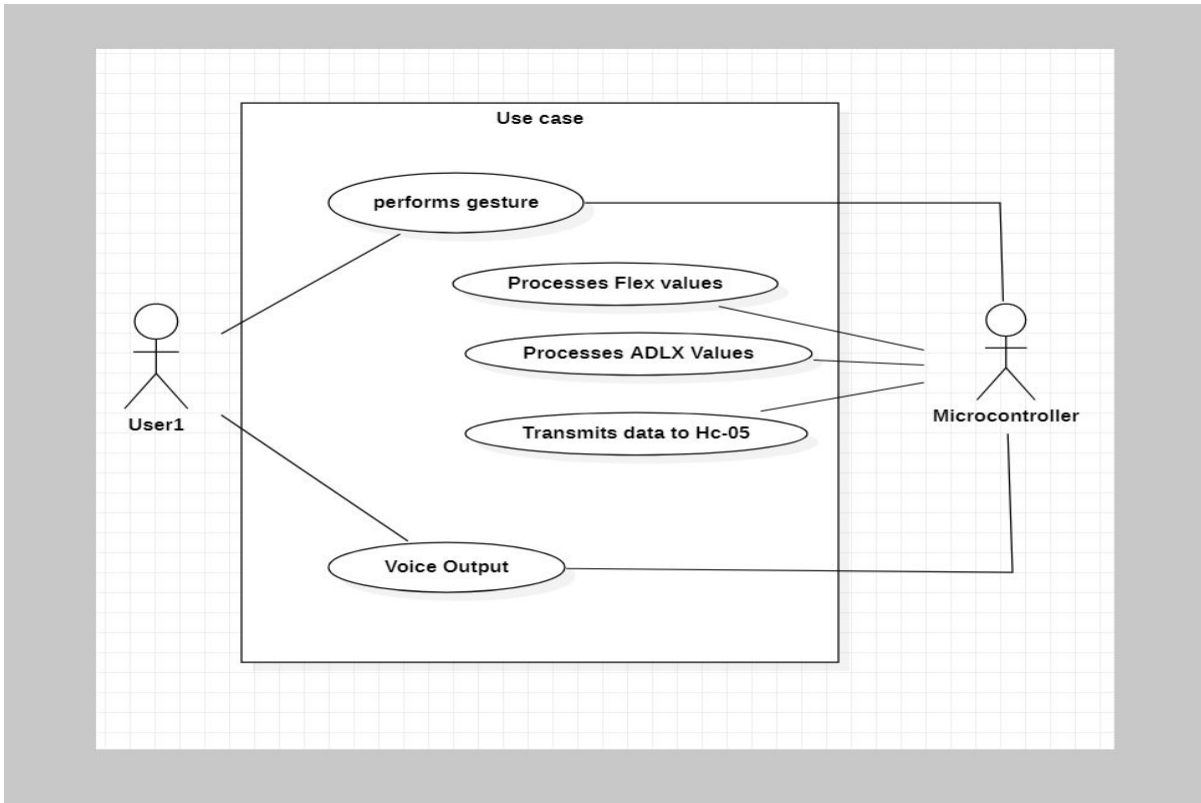 Use case
performs gesture
Processes Flex values
Processes ADLX Values
Transmits data to Hc-05
Voice Output
User1
Microcontroller